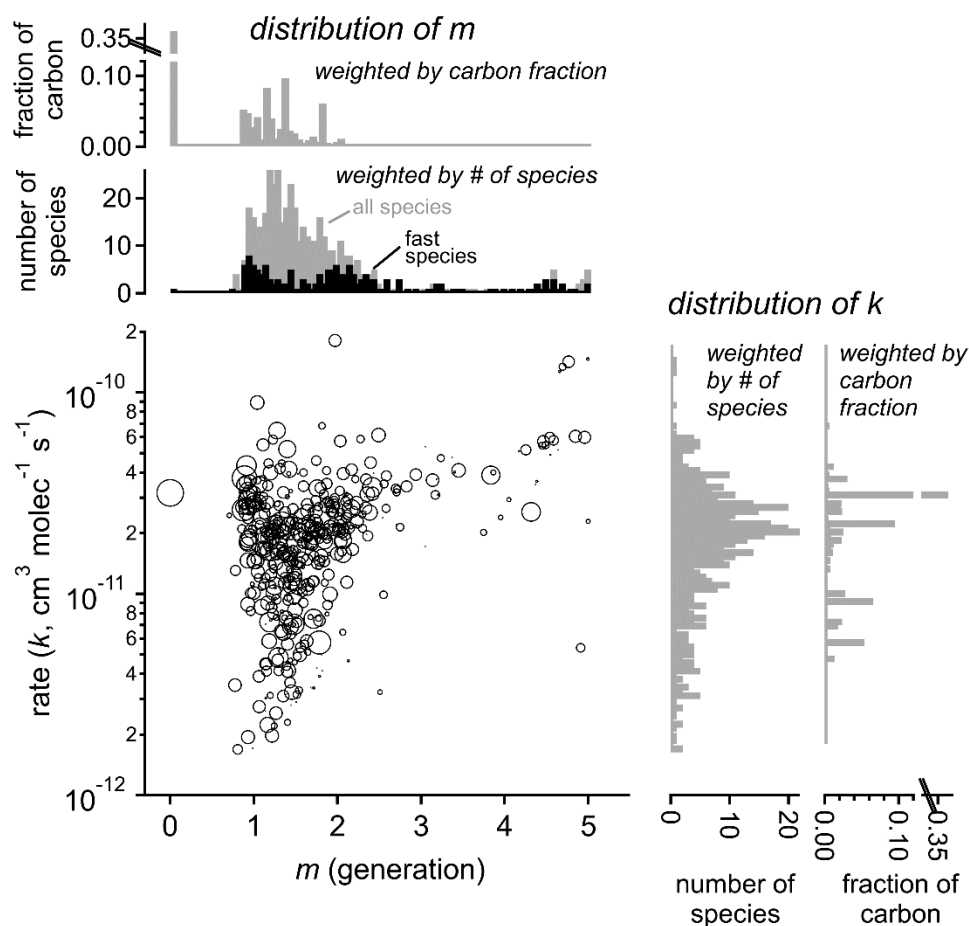 distribution of m
fraction of
carbon
0.35
0.10
0.00
weighted by carbon fraction
number of
species
20
10
0
weighted by # of species
all species
fast
species
distribution of k
rate (k, cm³ molec⁻¹ s⁻¹)
2
10⁻¹⁰
8
6
4
2
10⁻¹¹
8
6
4
2
10⁻¹²
0 1 2 3 4 5
m (generation)
weighted
by # of
species
weighted by
carbon
fraction
0 10 20
0.00 0.10 0.35
number of
species
fraction of
carbon